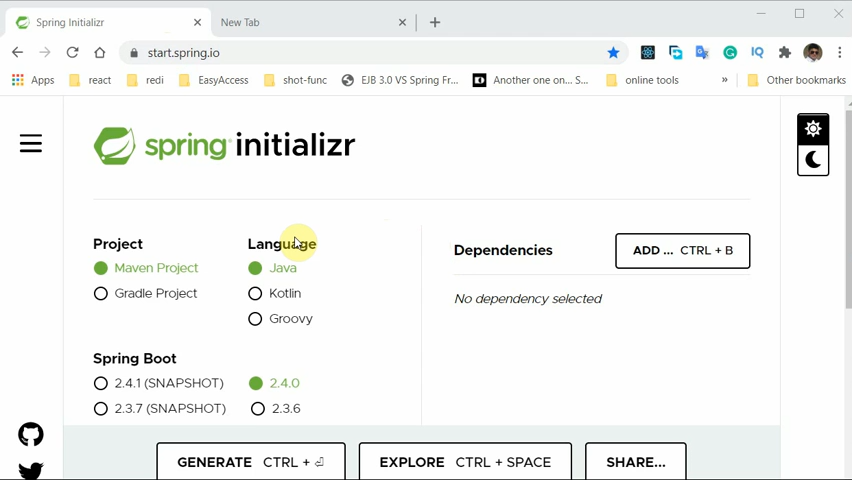 Spring Initializr
New Tab
start.spring.io
Apps react redi EasyAccess shot-func EJB 3.0 VS Spring Fr... Another one on... S... online tools » Other bookmarks
spring initializr
Project
Maven Project
Gradle Project
Language
Java
Kotlin
Groovy
Spring Boot
2.4.1 (SNAPSHOT) 2.4.0
2.3.7 (SNAPSHOT) 2.3.6
Dependencies
ADD ... CTRL + B
No dependency selected
GENERATE CTRL + ⏎
EXPLORE CTRL + SPACE
SHARE...